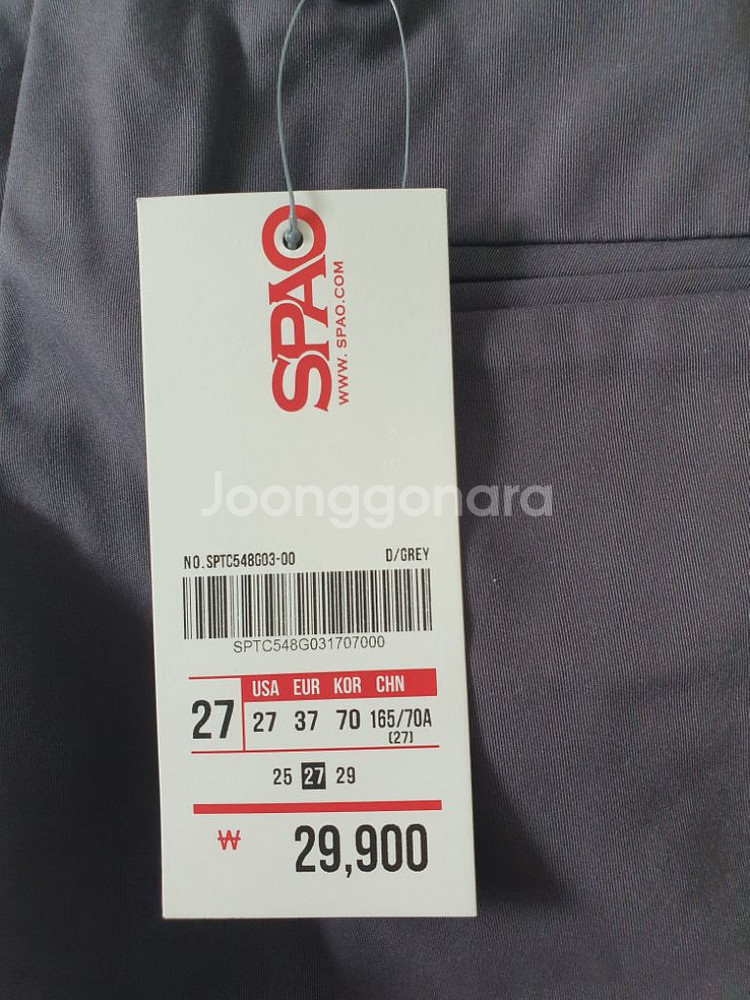 SPAO
WWW. SPAO.COM
Joonggonara
NO.SPTC548G03-00 D/GREY
SPTC548G031707000
27 USA EUR KOR CHN
27 37 70 165/70A
(27)
25 27 29
₩ 29,900